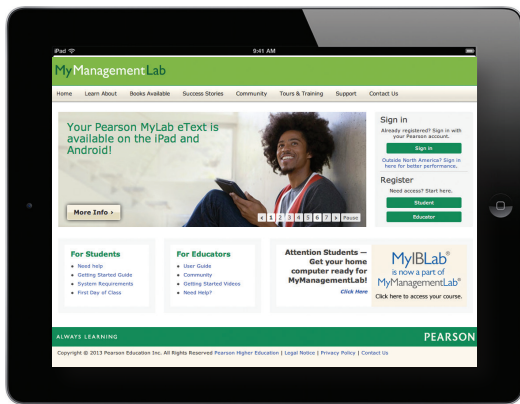 iPad
9:41 AM
MyManagementLab
Home Learn About Books Available Success Stories Community Tours & Training Support Contact Us
Your Pearson MyLab eText is
available on the iPad and
Android!
More Info ›
1 2 3 4 5 6 7 Pause
Sign in
Already registered? Sign in with
your Pearson account.
Sign in
Outside North America? Sign in
here for better performance.
Register
Need access? Start here.
Student
Educator
For Students
Need help
Getting Started Guide
System Requirements
First Day of Class
For Educators
User Guide
Community
Getting Started Videos
Need Help?
Attention Students —
Get your home
computer ready for
MyManagementLab!
Click Here
MyIBLab®
is now a part of
MyManagementLab®
Click here to access your course.
ALWAYS LEARNING
PEARSON
Copyright © 2013 Pearson Education Inc. All Rights Reserved Pearson Higher Education | Legal Notice | Privacy Policy | Contact Us